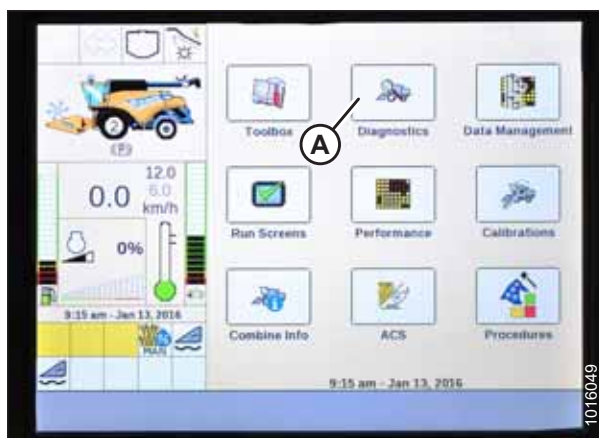 2
(P)
12.0
6.0
km/h
0.0
0%
9:15 am - Jan 13, 2016
MAN
Toolbox
Diagnostics
Data Management
A
Run Screens
Performance
Calibrations
Combine Info
ACS
Procedures
9:15 am - Jan 13, 2016
1016049